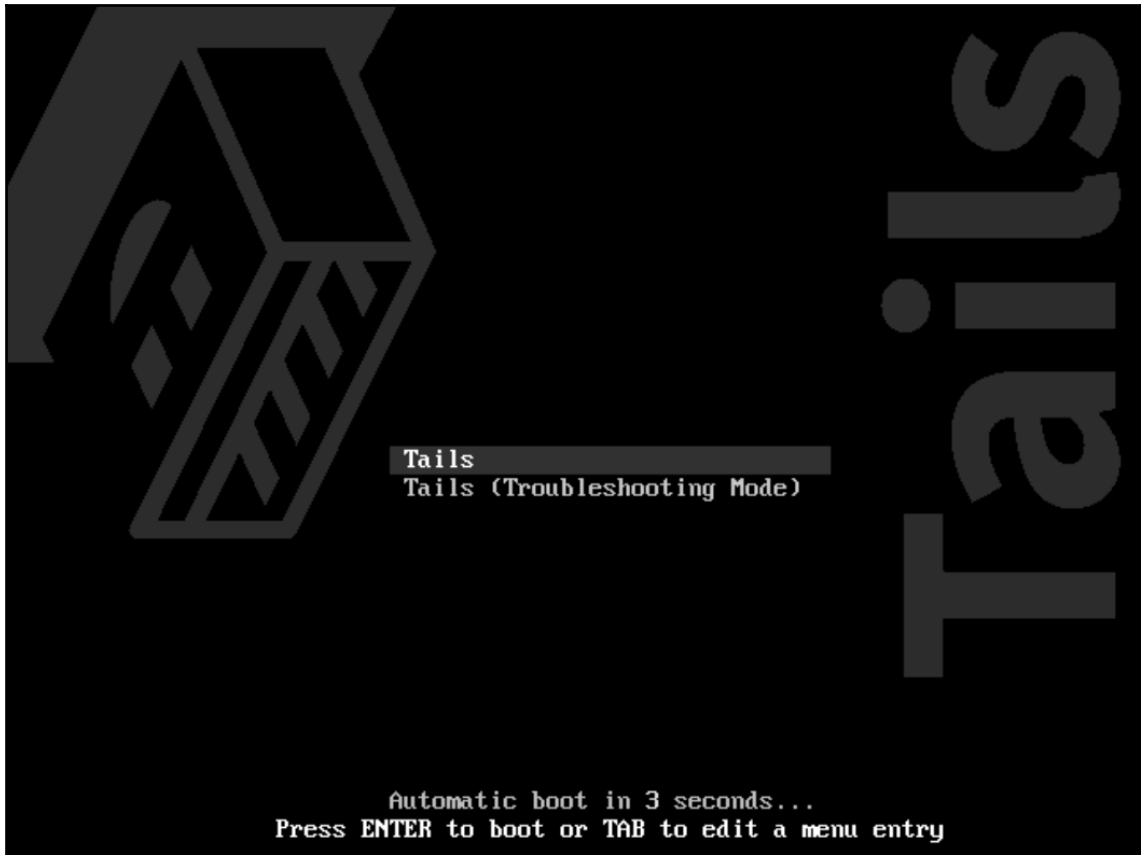 Tails
Tails
Tails (Troubleshooting Mode)
Automatic boot in 3 seconds...
Press ENTER to boot or TAB to edit a menu entry